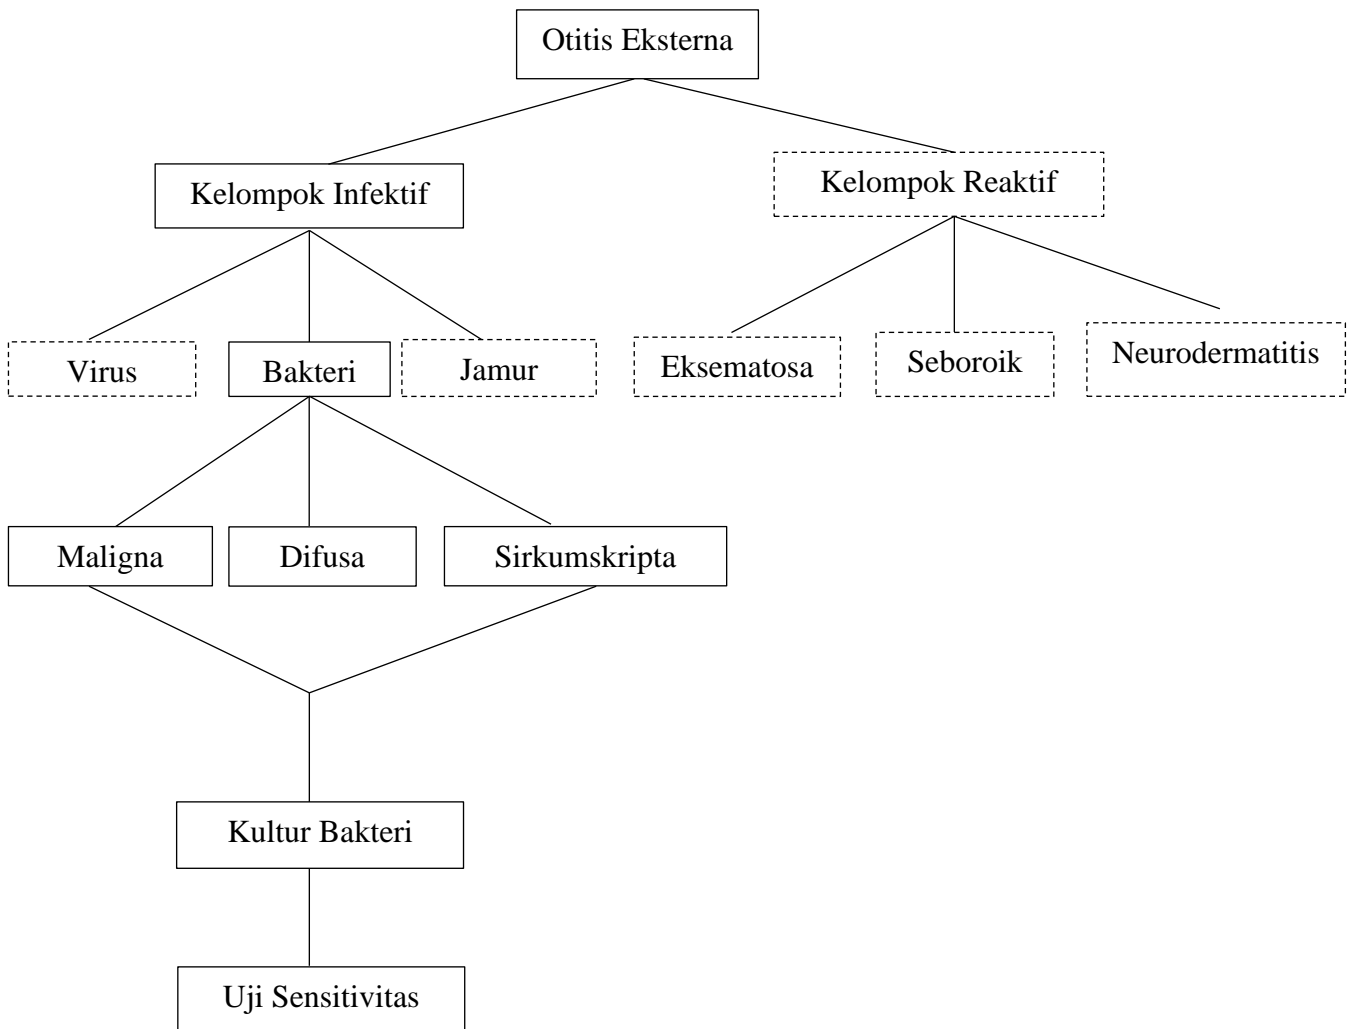 Otitis Eksterna
Kelompok Infektif
Kelompok Reaktif
Virus
Bakteri
Jamur
Eksematosa
Seboroik
Neurodermatitis
Maligna
Difusa
Sirkumskripta
Kultur Bakteri
Uji Sensitivitas